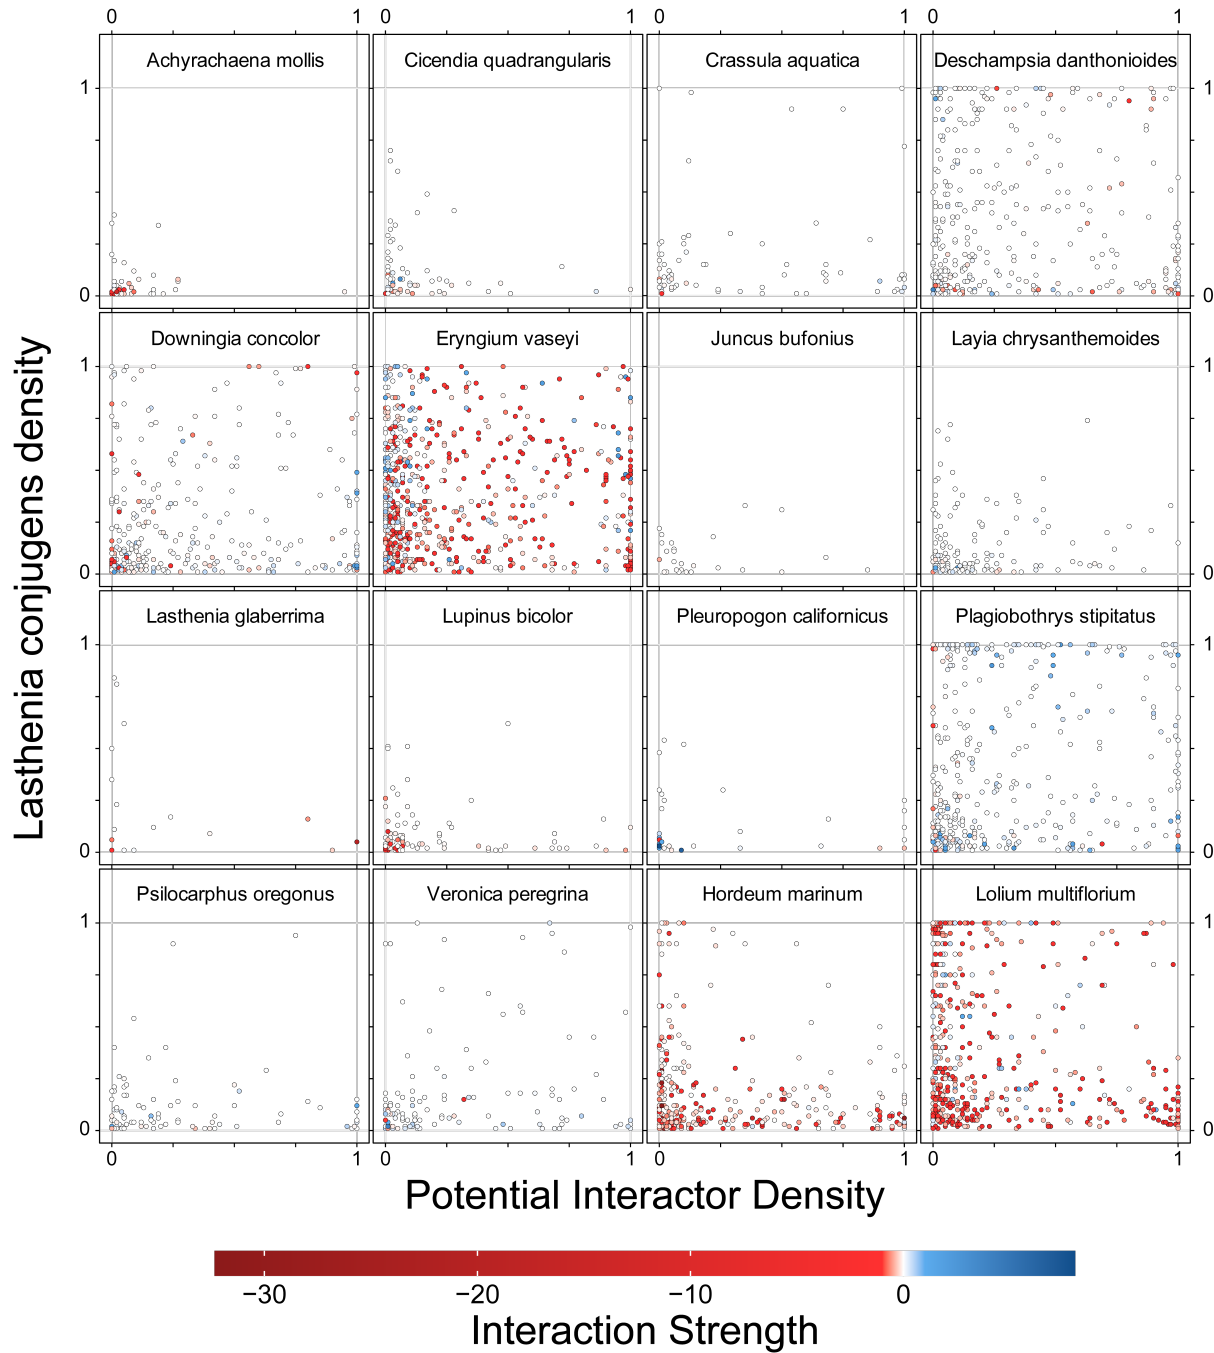 0 1 0 1 0 1 0 1
Achyrachaena mollis
Cicendia quadrangularis
Crassula aquatica
Deschampsia danthonioides
1 1
0 0
Downingia concolor
Eryngium vaseyi
Juncus bufonius
Layia chrysanthemoides
1 1
0 0
Lasthenia glaberrima
Lupinus bicolor
Pleuropogon californicus
Plagiobothrys stipitatus
1 1
0 0
Psilocarphus oregonus
Veronica peregrina
Hordeum marinum
Lolium multiflorium
1 1
0 0
0 1 0 1 0 1 0 1
Lasthenia conjugens density
Potential Interactor Density
−30 −20 −10 0
Interaction Strength